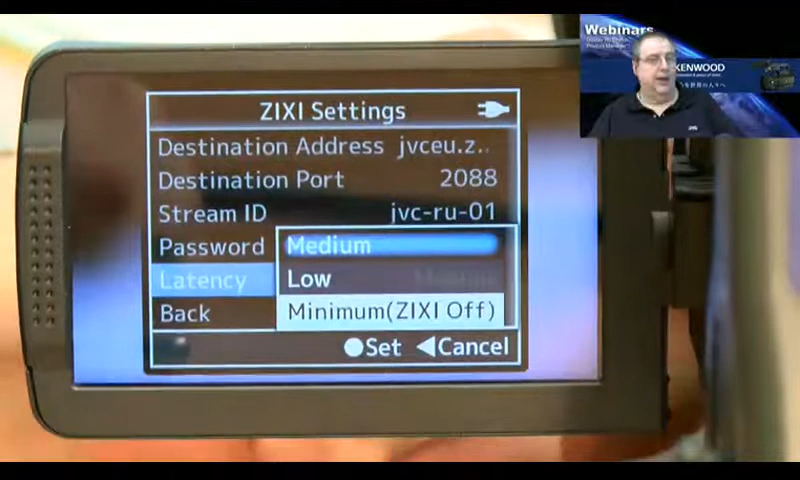 ZIXI Settings
Destination Address jvceu.z..
Destination Port 2088
Stream ID jvc-ru-01
Password
Medium
Latency
Low
Back
Minimum(ZIXI Off)
Set Cancel
Webinars
KENWOOD